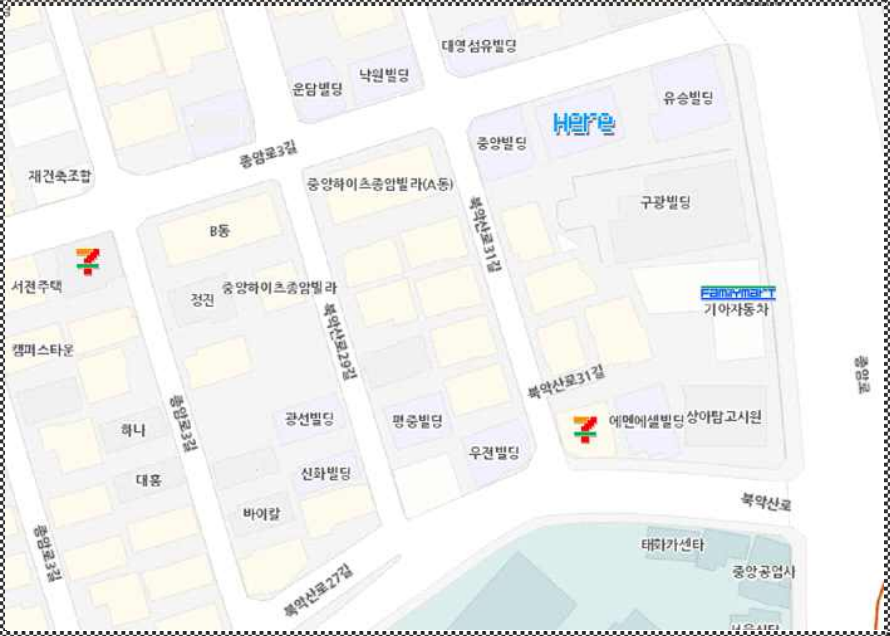 대영섬유빌딩
낙원빌딩
운담빌딩
유승빌딩
Here
중앙빌딩
종암로3길
재건축조합
중앙하이츠종암빌라(A동)
구광빌딩
B동
북악산로31길
7
서전주택
정진
중앙하이츠종암빌라
FamilyMart
기아자동차
북악산로29길
캠퍼스타운
종암로
북악산로31길
종암로3길
하나
광선빌딩
평중빌딩
7
에멘에셀빌딩
상아탑고시원
우전빌딩
대흥
신화빌딩
바이칼
북악산로
종암로3길
태화카센타
중앙공업사
북악산로27길